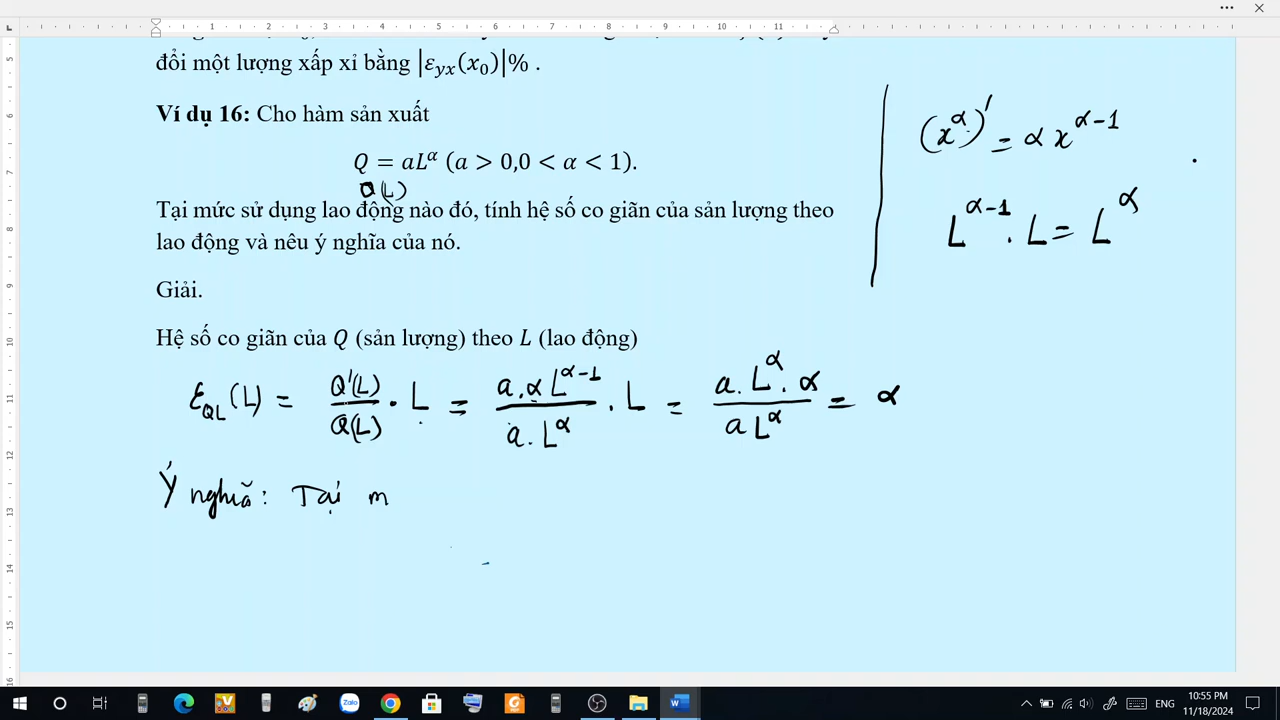 đổi một lượng xấp xỉ bằng |εyx(x0)|% .
Ví dụ 16: Cho hàm sản xuất
Q = aL^α (a > 0,0 < α < 1).
Q(L)
Tại mức sử dụng lao động nào đó, tính hệ số co giãn của sản lượng theo
lao động và nêu ý nghĩa của nó.
Giải.
Hệ số co giãn của Q (sản lượng) theo L (lao động)
ε_QL(L) = Q'(L)/Q(L) . L = a.αL^(α-1)/a.L^α . L = a.L^α.α/aL^α = α
Ý nghĩa: Tại m
(x^α)' = αx^(α-1)
L^(α-1) . L = L^α
ENG
10:55 PM
11/18/2024